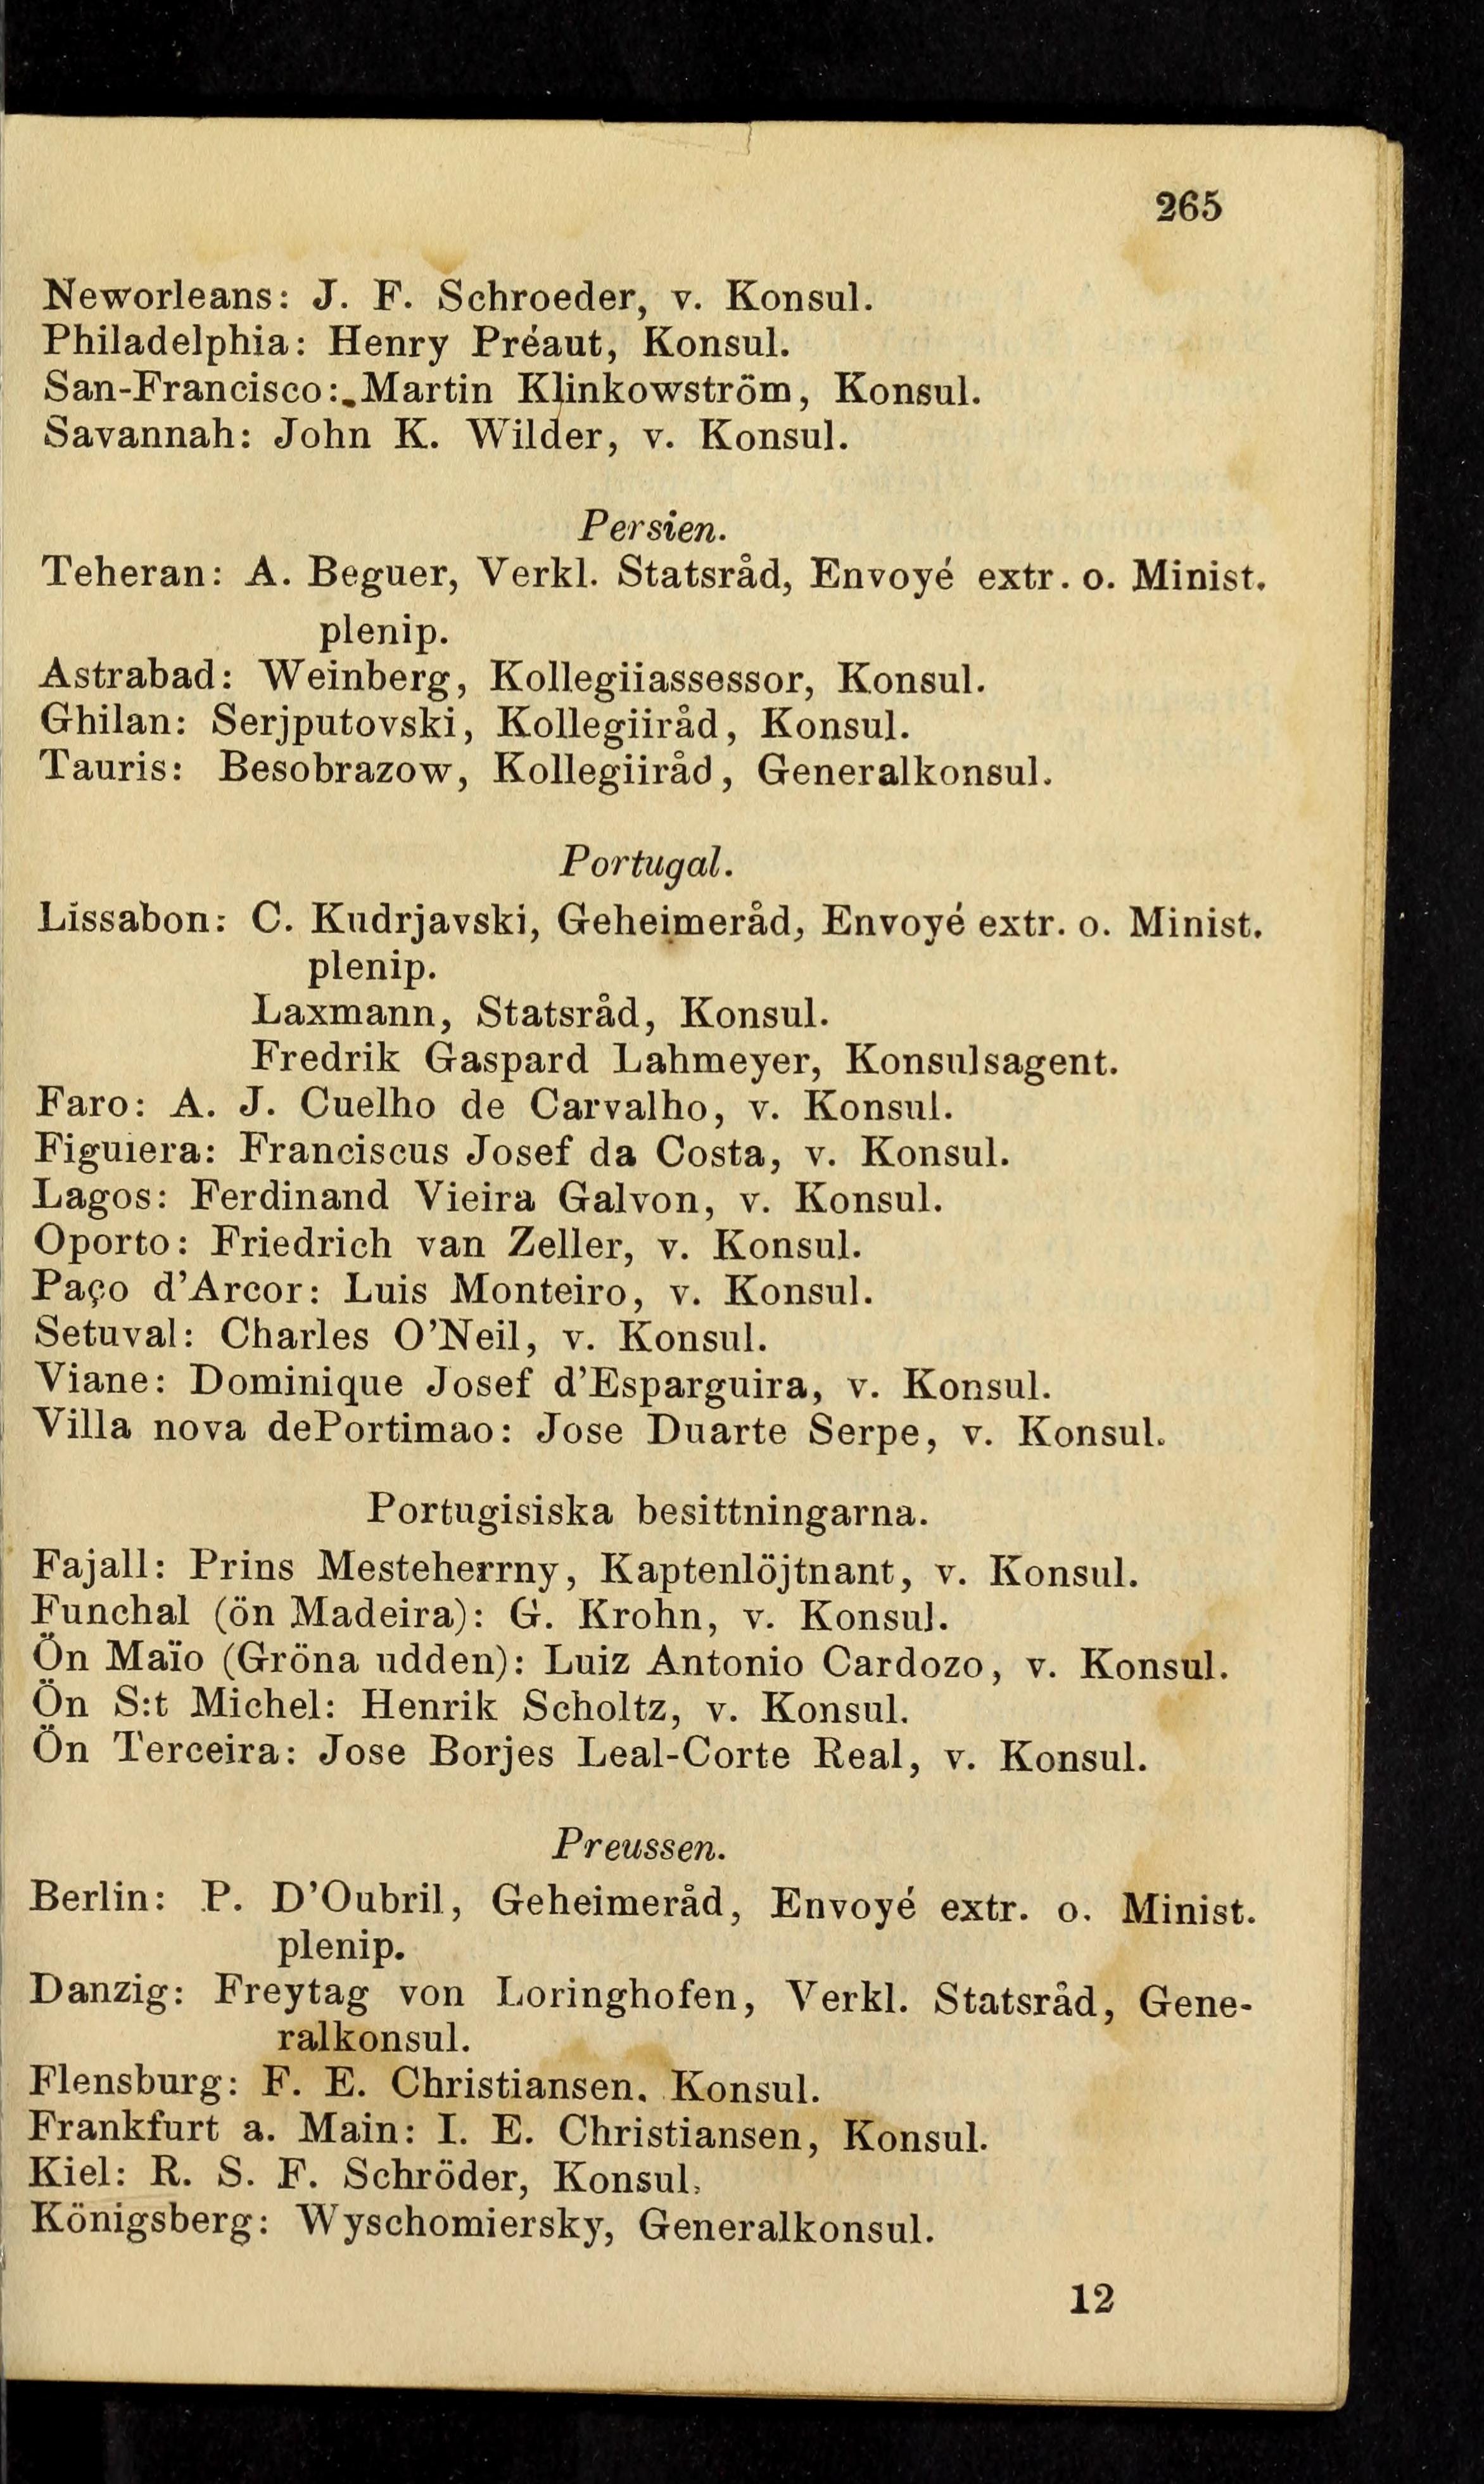 265
Neworleans: J. F. Schroeder, v. Konsul.
Philadelphia: Henry Préaut, Konsul.
San-Francisco: Martin Klinkowström, Konsul.
Savannah: John K. Wilder, v. Konsul.
Persien.
Teheran: A. Beguer, Verkl. Statsråd, Envoyé extr. o. Minist.
plenip.
Astrabad: Weinberg, Kollegiiassessor, Konsul.
Ghilan: Serjputovski, Kollegiiråd, Konsul.
Tauris: Besobrazow, Kollegiiråd, Generalkonsul.
Portugal.
Lissabon: C. Kudrjavski, Geheimeråd, Envoyé extr. o. Minist.
plenip.
Laxmann, Statsråd, Konsul.
Fredrik Gaspard Lahmeyer, Konsulsagent.
Faro: A. J. Cuelho de Carvalho, v. Konsul.
Figuiera: Franciscus Josef da Costa, v. Konsul.
Lagos: Ferdinand Vieira Galvon, v. Konsul.
Oporto: Friedrich van Zeller, v. Konsul.
Paço d'Arcor: Luis Monteiro, v. Konsul.
Setuval: Charles O'Neil, v. Konsul.
Viane: Dominique Josef d'Esparguira, v. Konsul.
Villa nova dePortimao: Jose Duarte Serpe, v. Konsul.
Portugisiska besittningarna.
Fajall: Prins Mesteherrny, Kaptenlöjtnant, v. Konsul.
Funchal (ön Madeira): G. Krohn, v. Konsul.
Ön Maïo (Gröna udden): Luiz Antonio Cardozo, v. Konsul.
Ön S:t Michel: Henrik Scholtz, v. Konsul.
Ön Terceira: Jose Borjes Leal-Corte Real, v. Konsul.
Preussen.
Berlin: P. D'Oubril, Geheimeråd, Envoyé extr. o. Minist.
plenip.
Danzig: Freytag von Loringhofen, Verkl. Statsråd, Gene-
ralkonsul.
Flensburg: F. E. Christiansen. Konsul.
Frankfurt a. Main: I. E. Christiansen, Konsul.
Kiel: R. S. F. Schröder, Konsul,
Königsberg: Wyschomiersky, Generalkonsul.
12